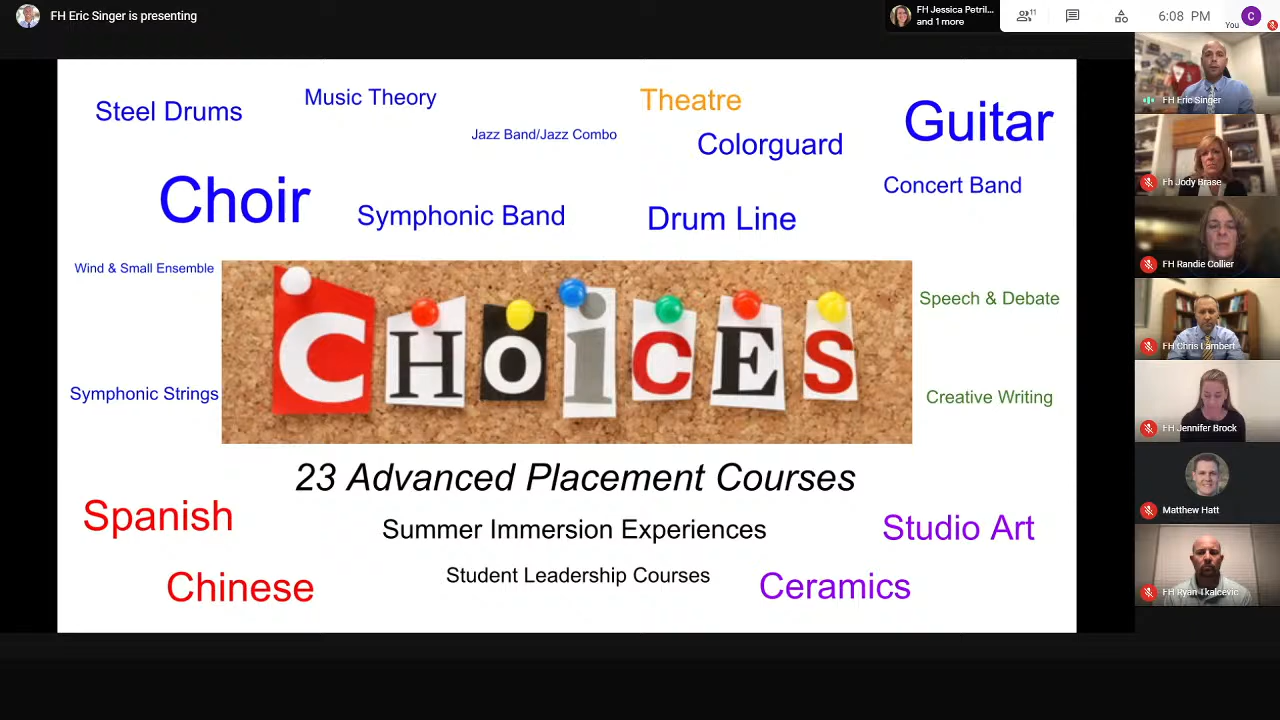 FH Eric Singer is presenting
FH Jessica Petril...
and 1 more
11
6:08 PM
You
C
Steel Drums
Music Theory
Jazz Band/Jazz Combo
Theatre
Colorguard
Guitar
Choir
Symphonic Band
Drum Line
Concert Band
Wind & Small Ensemble
CHOiCES
Speech & Debate
Symphonic Strings
Creative Writing
23 Advanced Placement Courses
Spanish
Summer Immersion Experiences
Studio Art
Chinese
Student Leadership Courses
Ceramics
FH Eric Singer
Fh Jody Brase
FH Randie Collier
FH Chris Lambert
FH Jennifer Brock
Matthew Hatt
FH Ryan Tkalcevic